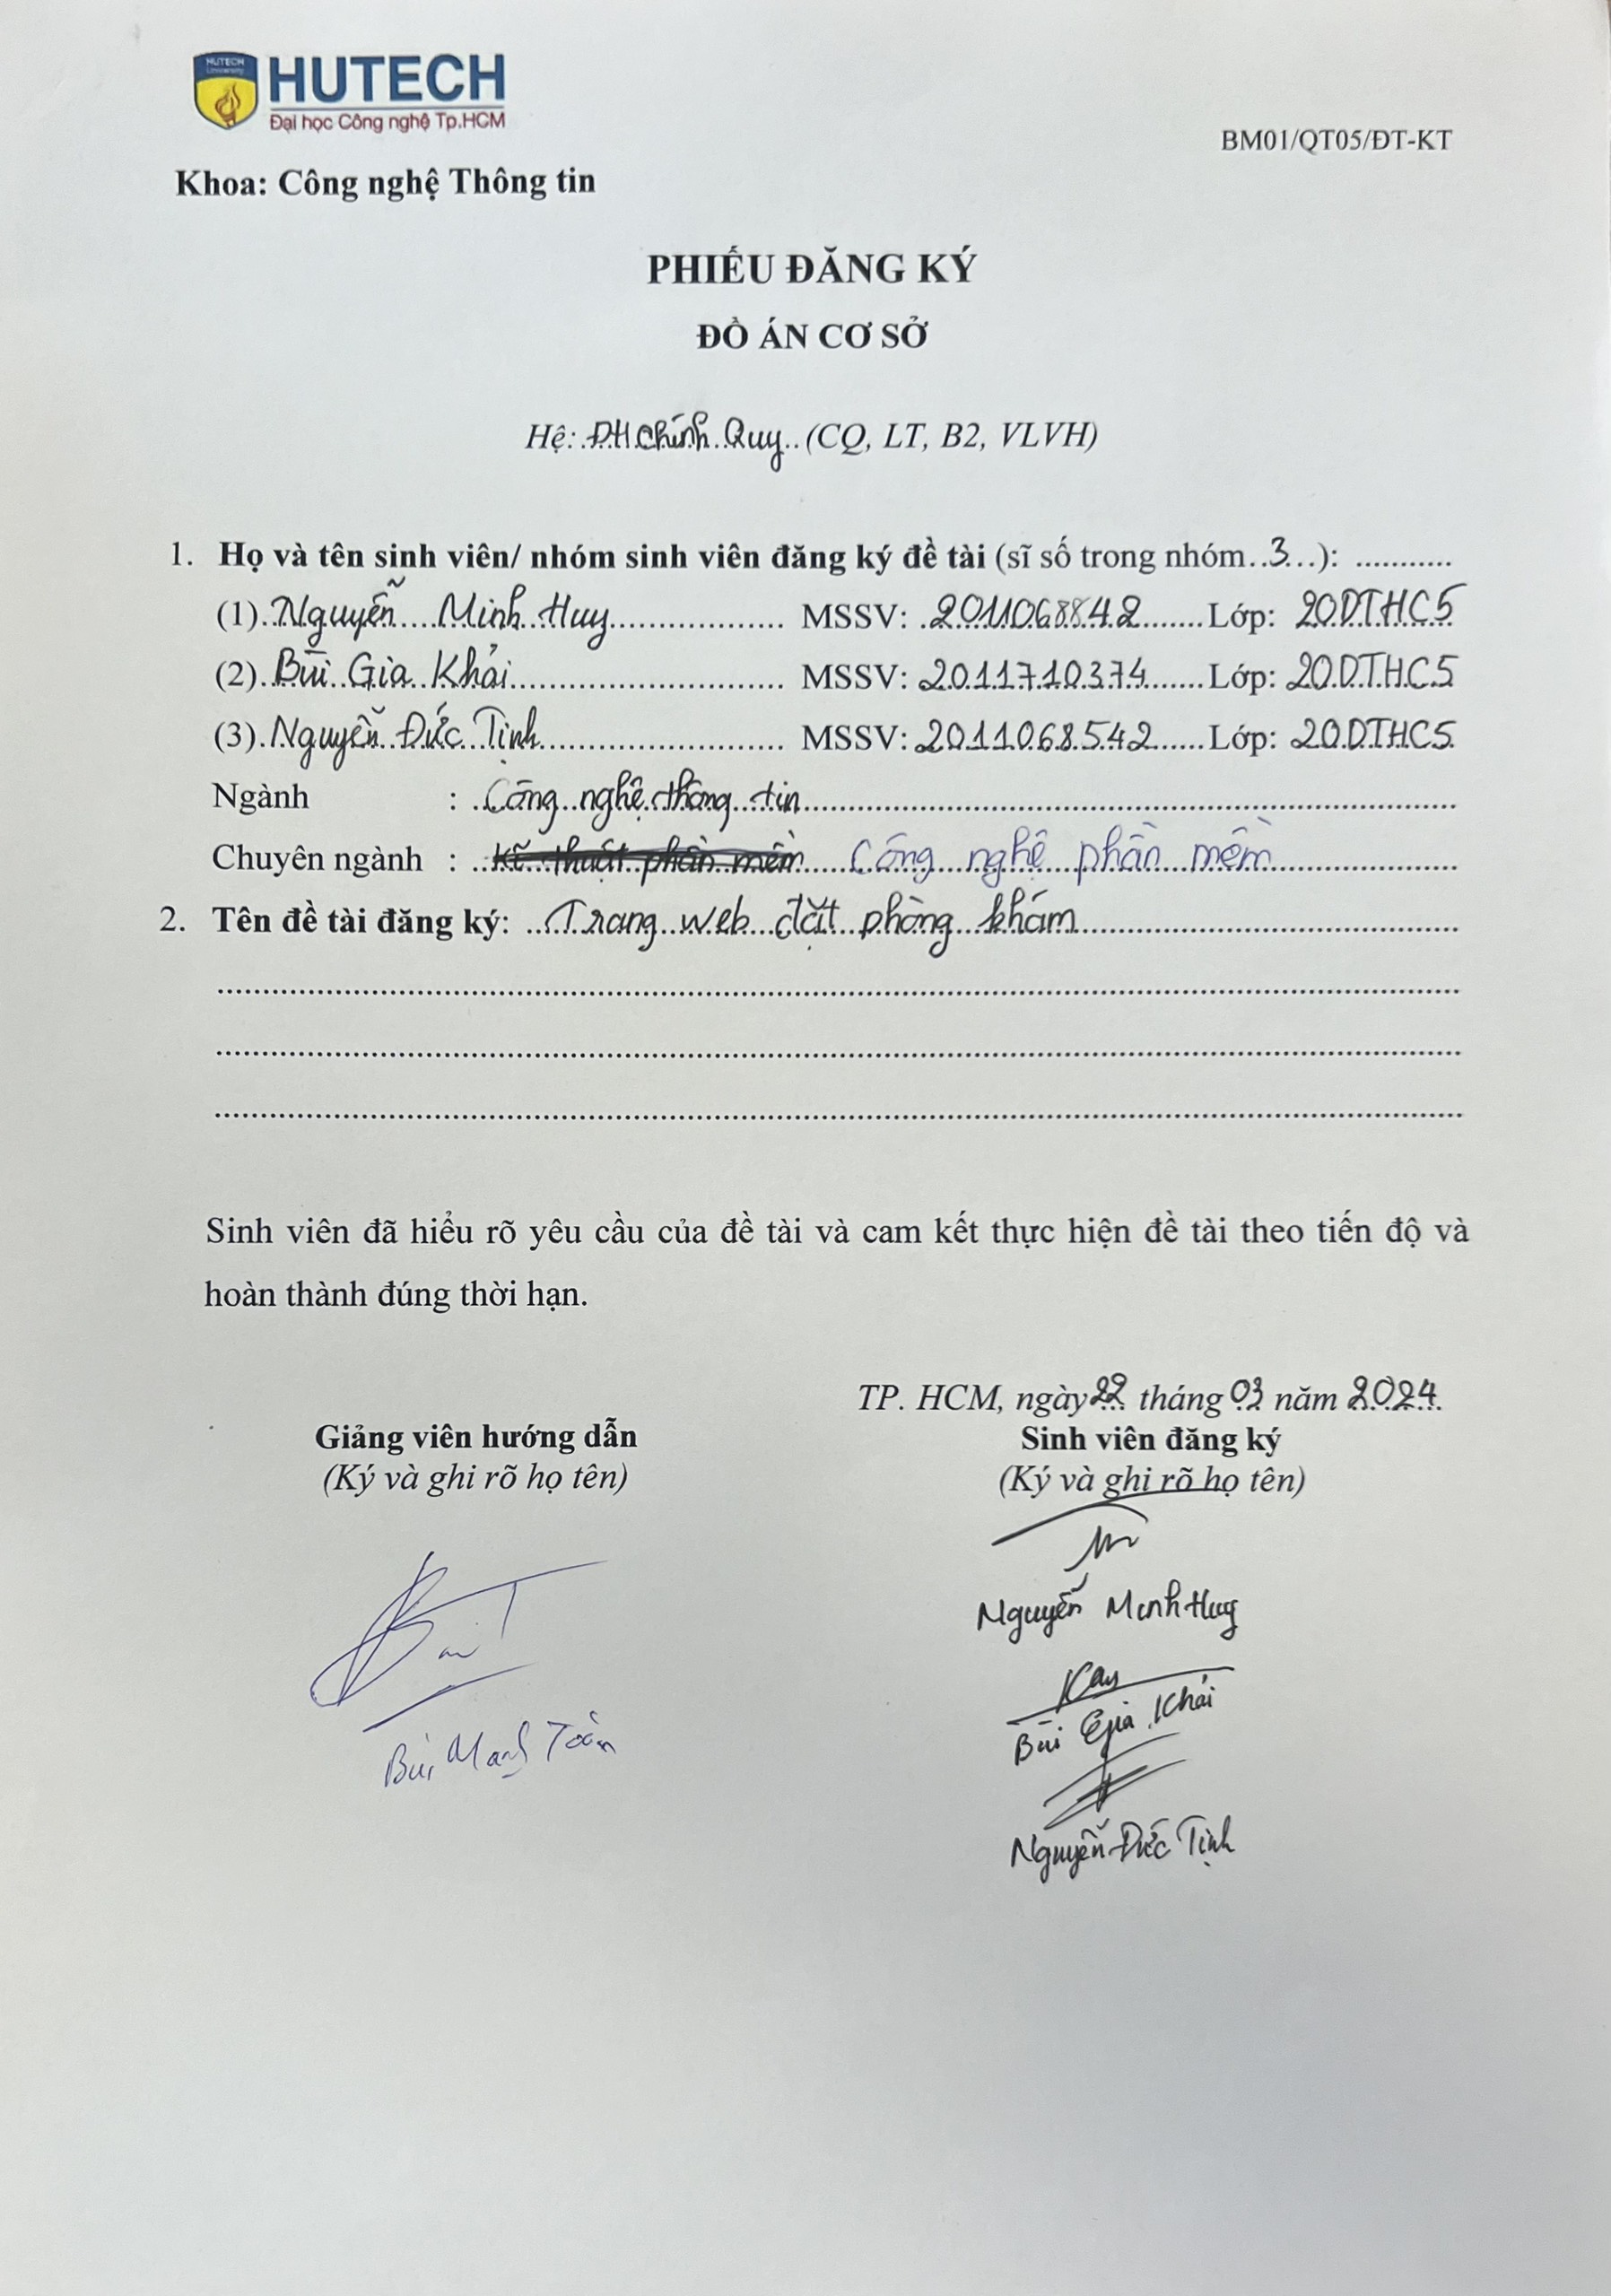 HUTECH
University
HUTECH
Đại học Công nghệ Tp.HCM
BM01/QT05/ĐT-KT
Khoa: Công nghệ Thông tin
PHIẾU ĐĂNG KÝ
ĐỒ ÁN CƠ SỞ
Hệ: ĐH Chính Quy (CQ, LT, B2, VLVH)
1. Họ và tên sinh viên/ nhóm sinh viên đăng ký đề tài (sĩ số trong nhóm..3...): ...........
(1) Nguyễn Minh Huy MSSV: 2011068842 Lớp: 20DTHC5
(2) Bùi Gia Khải MSSV: 2011710374 Lớp: 20DTHC5
(3) Nguyễn Đức Tịnh MSSV: 2011068542 Lớp: 20DTHC5
Ngành : Công nghệ thông tin
Chuyên ngành : Kĩ thuật phần mềm Công nghệ phần mềm
2. Tên đề tài đăng ký: Trang web đặt phòng khám
Sinh viên đã hiểu rõ yêu cầu của đề tài và cam kết thực hiện đề tài theo tiến độ và
hoàn thành đúng thời hạn.
TP. HCM, ngày 22 tháng 03 năm 2024
Giảng viên hướng dẫn
(Ký và ghi rõ họ tên)
Bùi Mạnh Toàn
Sinh viên đăng ký
(Ký và ghi rõ họ tên)
Nguyễn Minh Huy
Bùi Gia Khải
Nguyễn Đức Tịnh